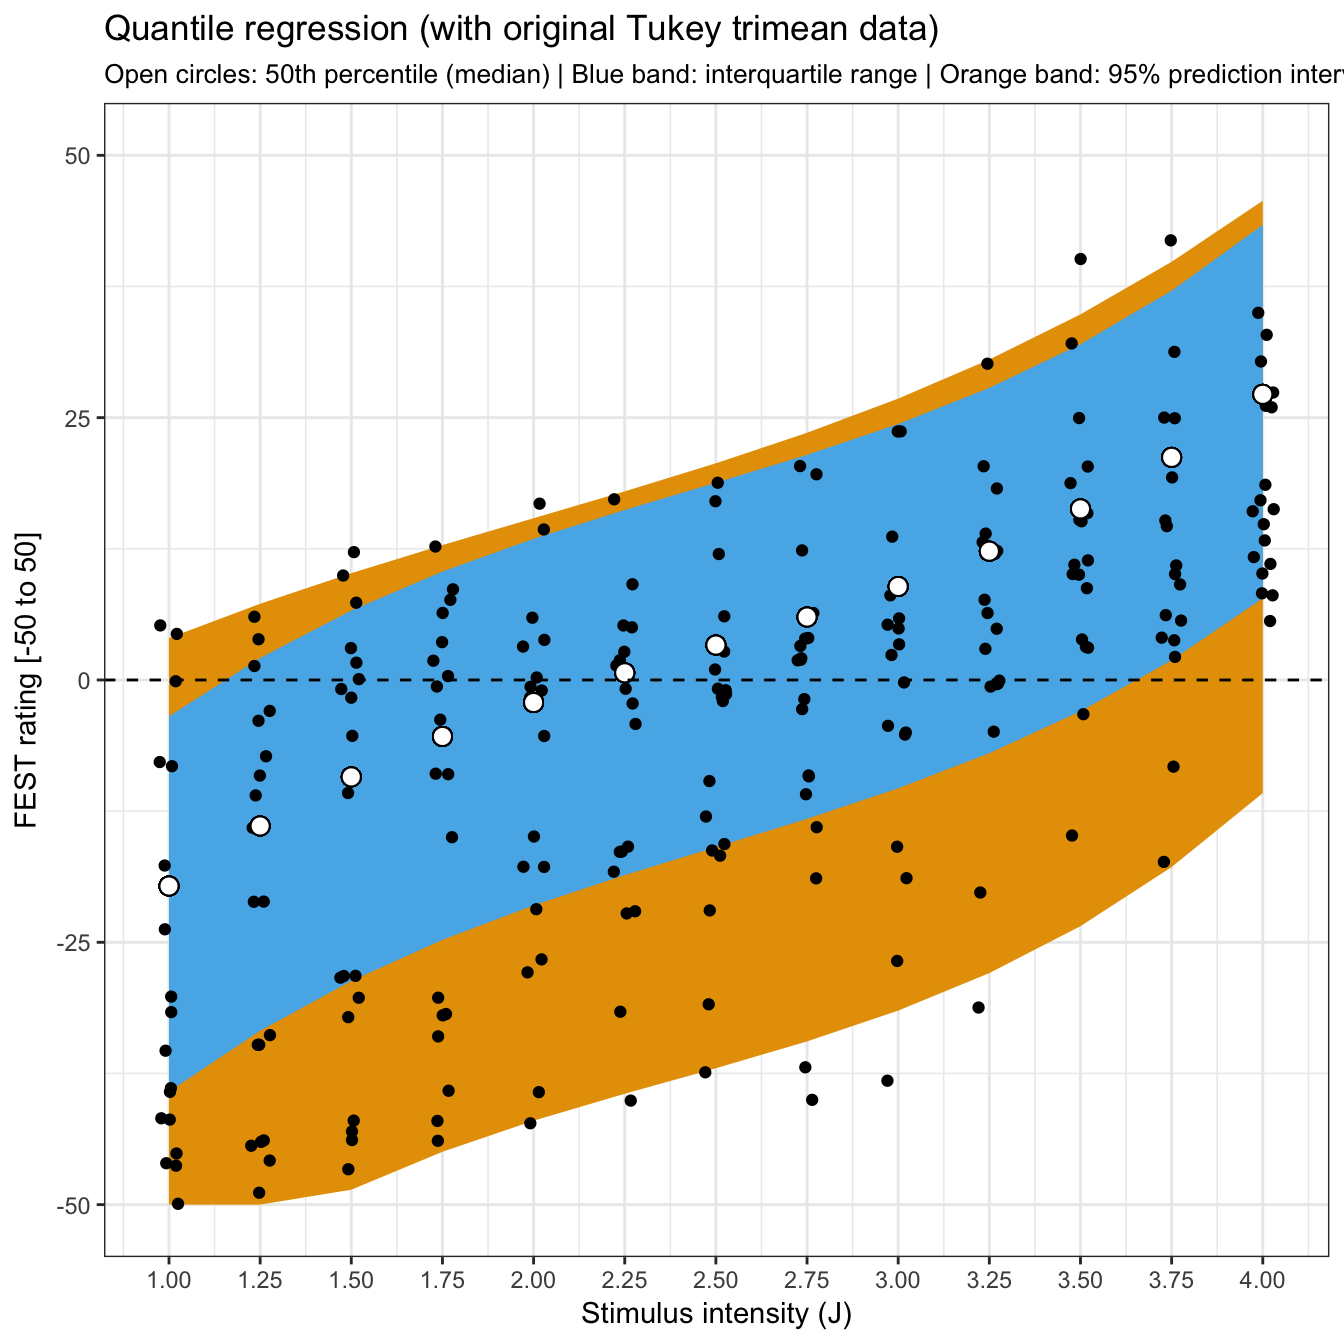 Quantile regression (with original Tukey trimean data)
Open circles: 50th percentile (median) | Blue band: interquartile range | Orange band: 95% prediction
FEST rating [-50 to 50]
50
25
0
-25
-50
1.00 1.25 1.50 1.75 2.00 2.25 2.50 2.75 3.00 3.25 3.50 3.75 4.00
Stimulus intensity (J)